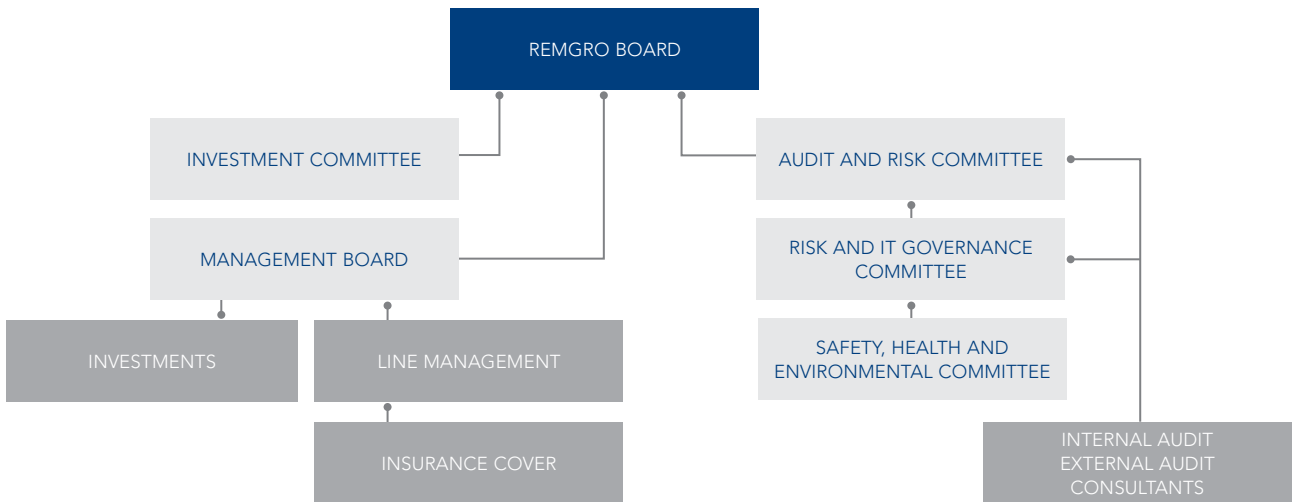 REMGRO BOARD
INVESTMENT COMMITTEE
AUDIT AND RISK COMMITTEE
MANAGEMENT BOARD
RISK AND IT GOVERNANCE
COMMITTEE
INVESTMENTS
LINE MANAGEMENT
SAFETY, HEALTH AND
ENVIRONMENTAL COMMITTEE
INSURANCE COVER
INTERNAL AUDIT
EXTERNAL AUDIT
CONSULTANTS